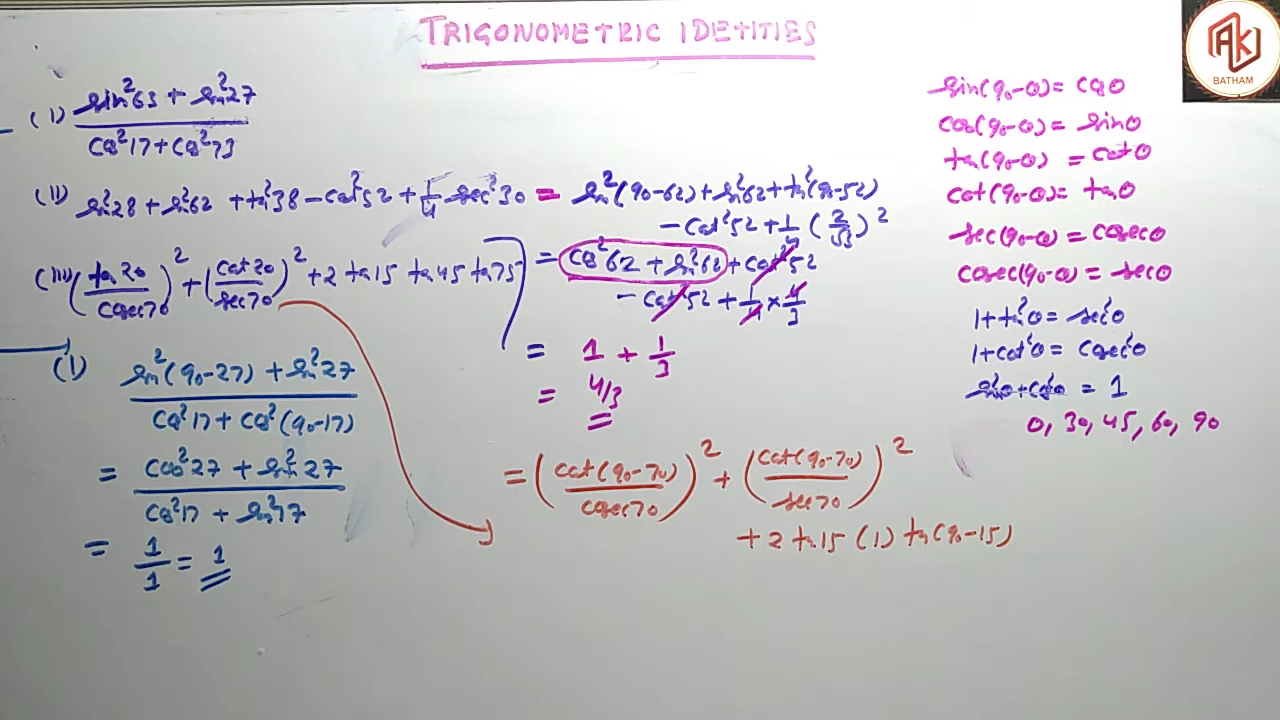 TRIGONOMETRIC IDETITIES
AK
BATHAM
(I) (sin²63 + sin²27) / (cos²17 + cos²73)
(II) sin²28 + sin²62 + tan²38 - cot²52 + 1/4 sec²30 = sin²(90-62) + sin²62 + tan²(90-52)
- cot²52 + 1/4 (2/√3)²
= cos²62 + sin²62 + cot²52
- cot²52 + 1/4 × 4/3
= 1 + 1/3
= 4/3
(III) (tan20/cosec70)² + (cot20/sec70)² + 2 tan15 tan45 tan75
= (cot(90-70)/cosec70)² + (cot(90-70)/sec70)²
+ 2 tan15 (1) tan(90-15)
(I) (sin²(90-27) + sin²27) / (cos²17 + cos²(90-17))
= (cos²27 + sin²27) / (cos²17 + sin²17)
= 1/1 = 1
sin(90-θ) = cosθ
cos(90-θ) = sinθ
tan(90-θ) = cotθ
cot(90-θ) = tanθ
sec(90-θ) = cosecθ
cosec(90-θ) = secθ
1+tan²θ = sec²θ
1+cot²θ = cosec²θ
sin²θ+cos²θ = 1
0, 30, 45, 60, 90